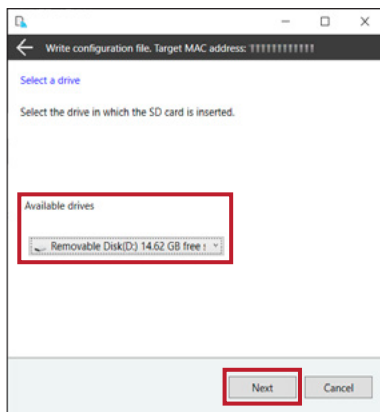 Write configuration file. Target MAC address: 111111111111
Select a drive
Select the drive in which the SD card is inserted.
Available drives
Removable Disk(D:) 14.62 GB free
Next
Cancel